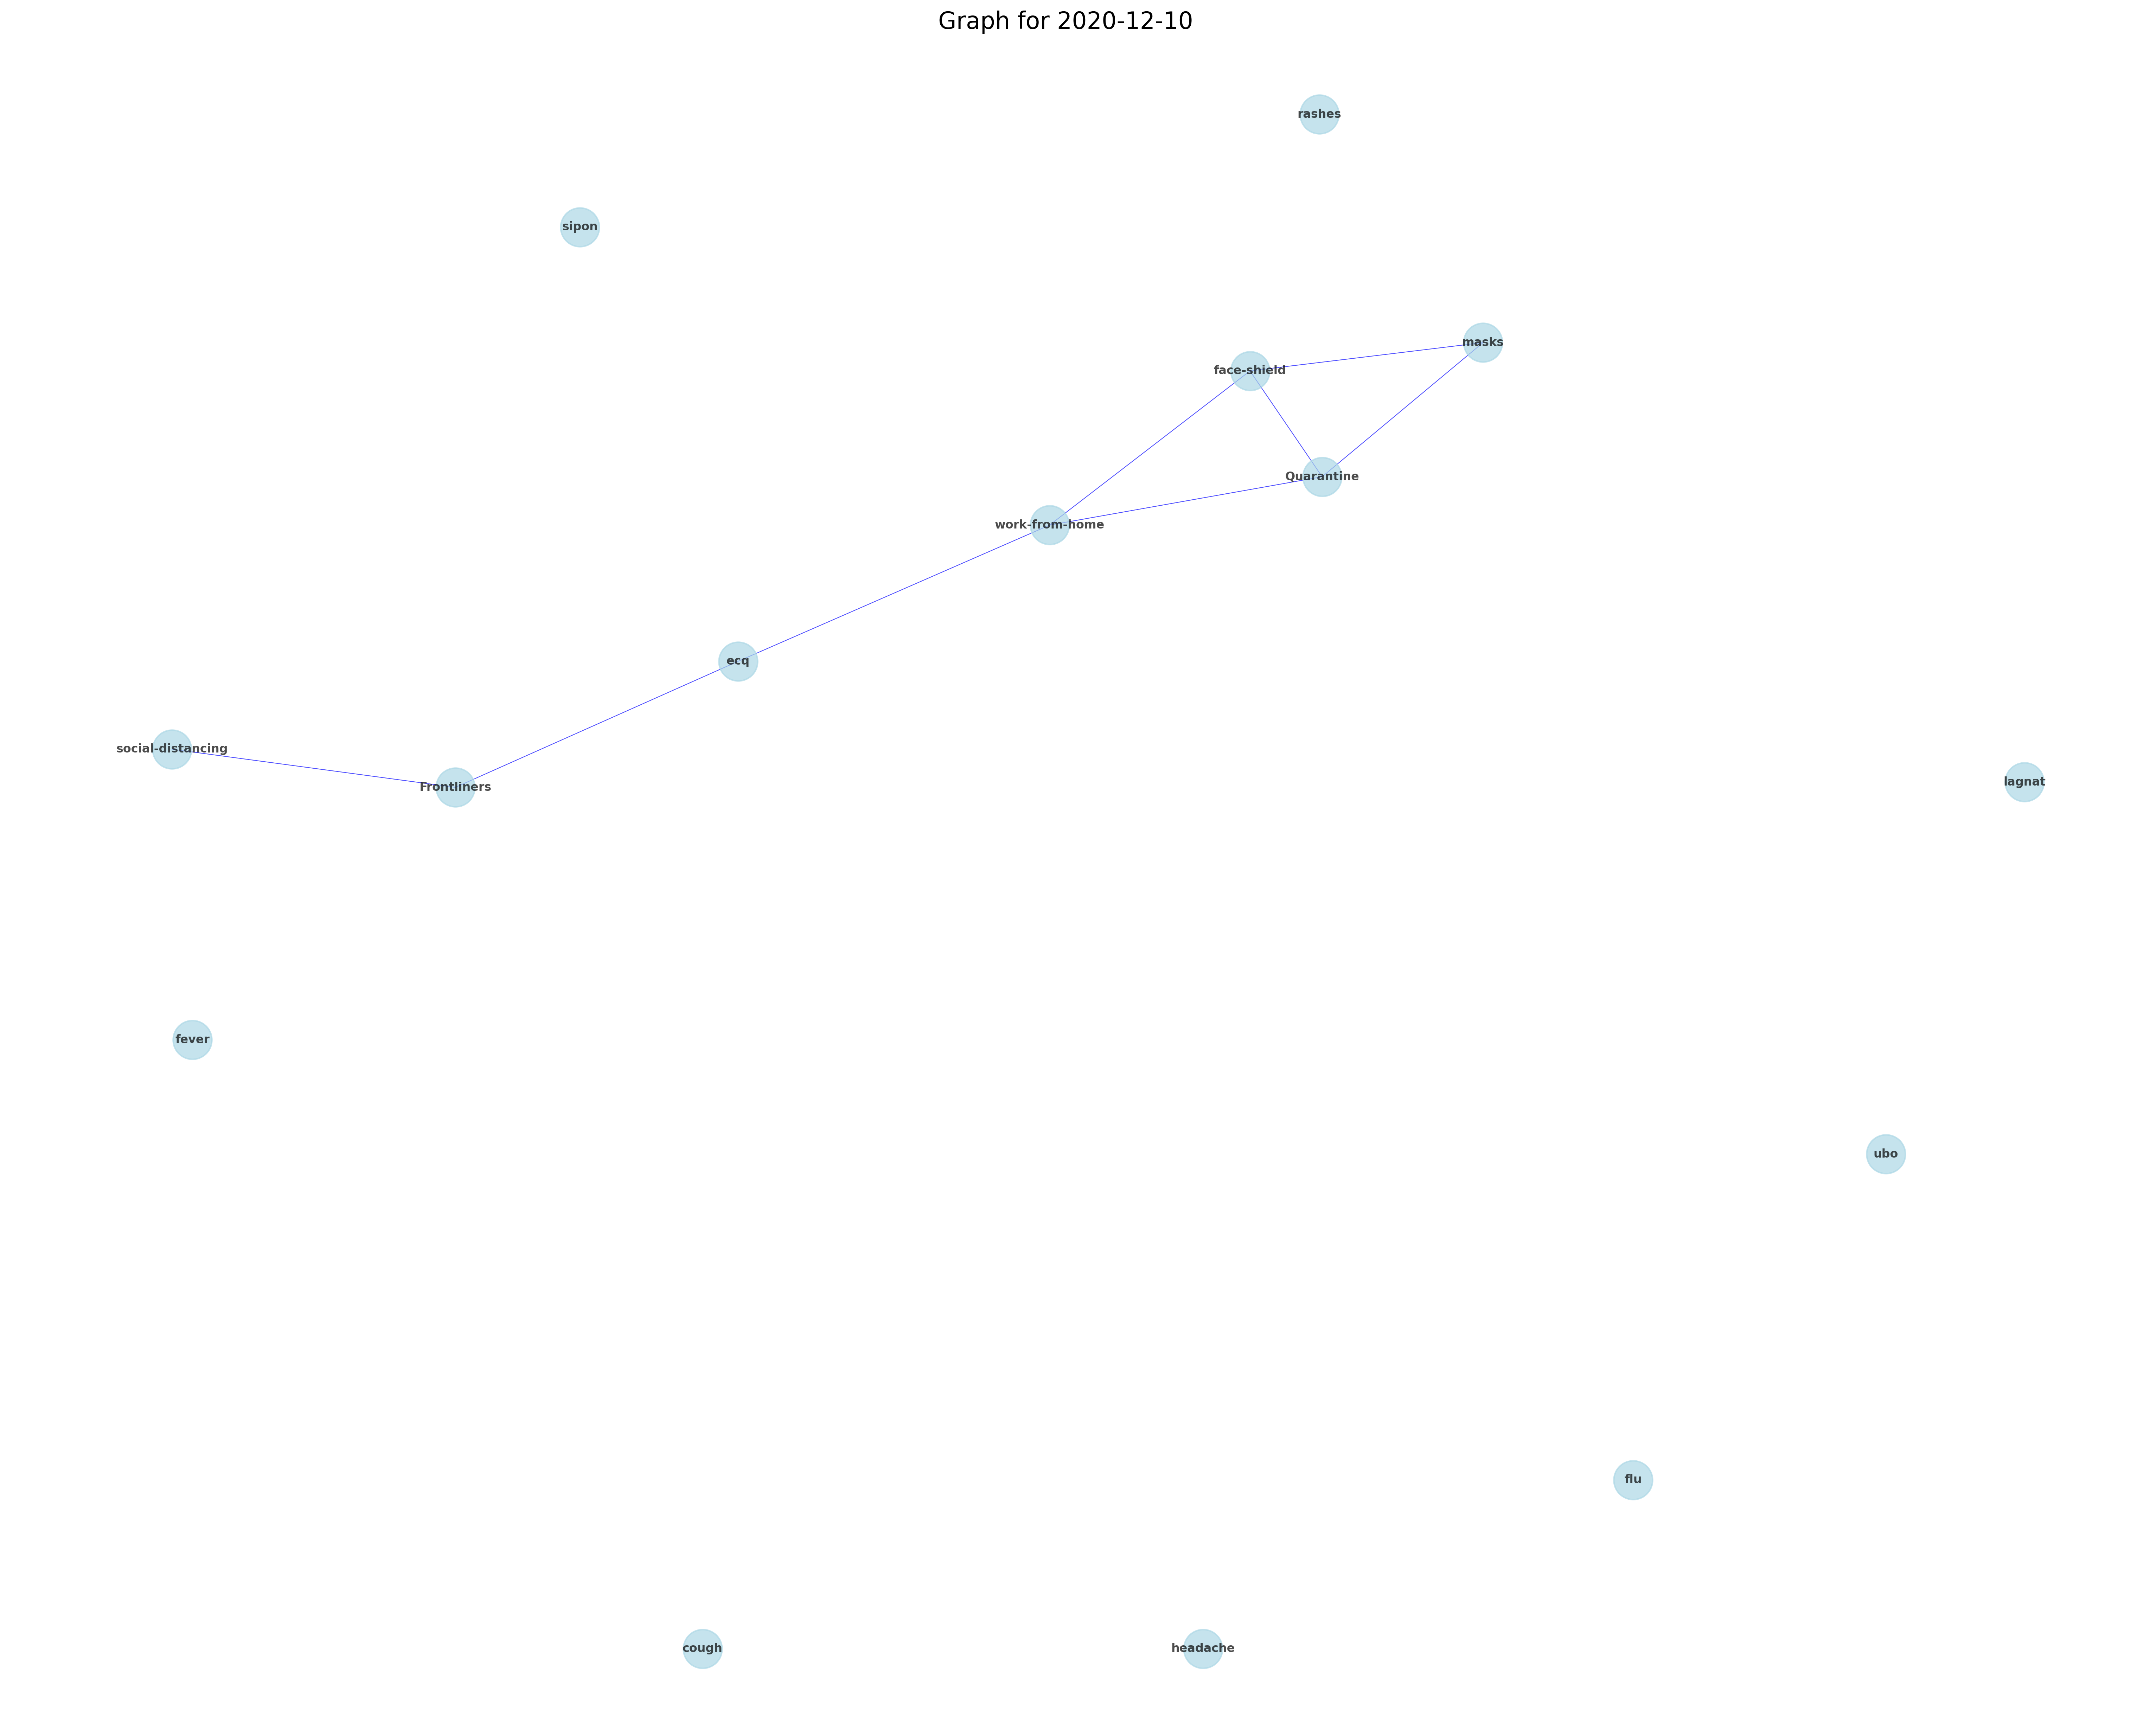 Graph for 2020-12-10
rashes
sipon
masks
face-shield
Quarantine
work-from-home
ecq
social-distancing
lagnat
Frontliners
fever
ubo
flu
cough
headache